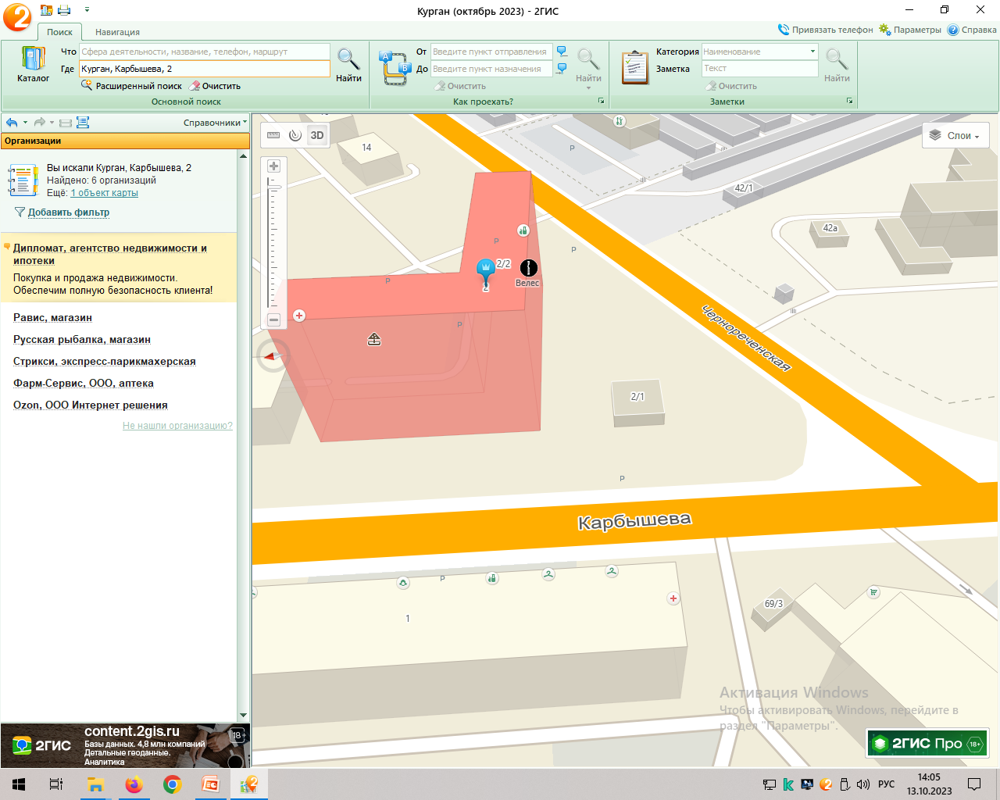 Курган (октябрь 2023) - 2ГИС
Поиск
Навигация
Привязать телефон
Параметры
Справка
Каталог
Что
Сфера деятельности, название, телефон, маршрут
Где
Курган, Карбышева, 2
Расширенный поиск
Очистить
Найти
Основной поиск
От
Введите пункт отправления
До
Введите пункт назначения
Очистить
Найти
Как проехать?
Категория
Наименование
Заметка
Текст
Очистить
Найти
Заметки
Справочники
Организации
Вы искали Курган, Карбышева, 2
Найдено: 6 организаций
Ещё: 1 объект карты
Добавить фильтр
Дипломат, агентство недвижимости и
ипотеки
Покупка и продажа недвижимости.
Обеспечим полную безопасность клиента!
Равис, магазин
Русская рыбалка, магазин
Стрикси, экспресс-парикмахерская
Фарм-Сервис, ООО, аптека
Ozon, ООО Интернет решения
Не нашли организацию?
2ГИС
content.2gis.ru
Базы данных. 4,8 млн компаний
Детальные геоданные.
Аналитика
18+
3D
Слои
14
P
42/1
42а
P
P
2/2
P
Велес
2
P
Чернореченская
2/1
P
Карбышева
P
1
69/3
Активация Windows
Чтобы активировать Windows, перейдите в
раздел "Параметры".
2ГИС Про 18+
РУС
14:05
13.10.2023